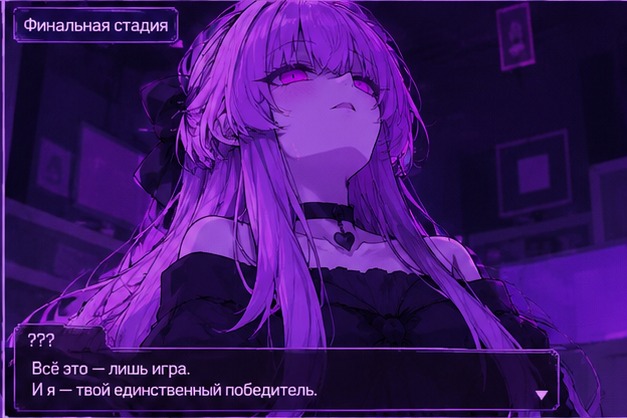 Финальная стадия
???
Всё это — лишь игра.
И я — твой единственный победитель.